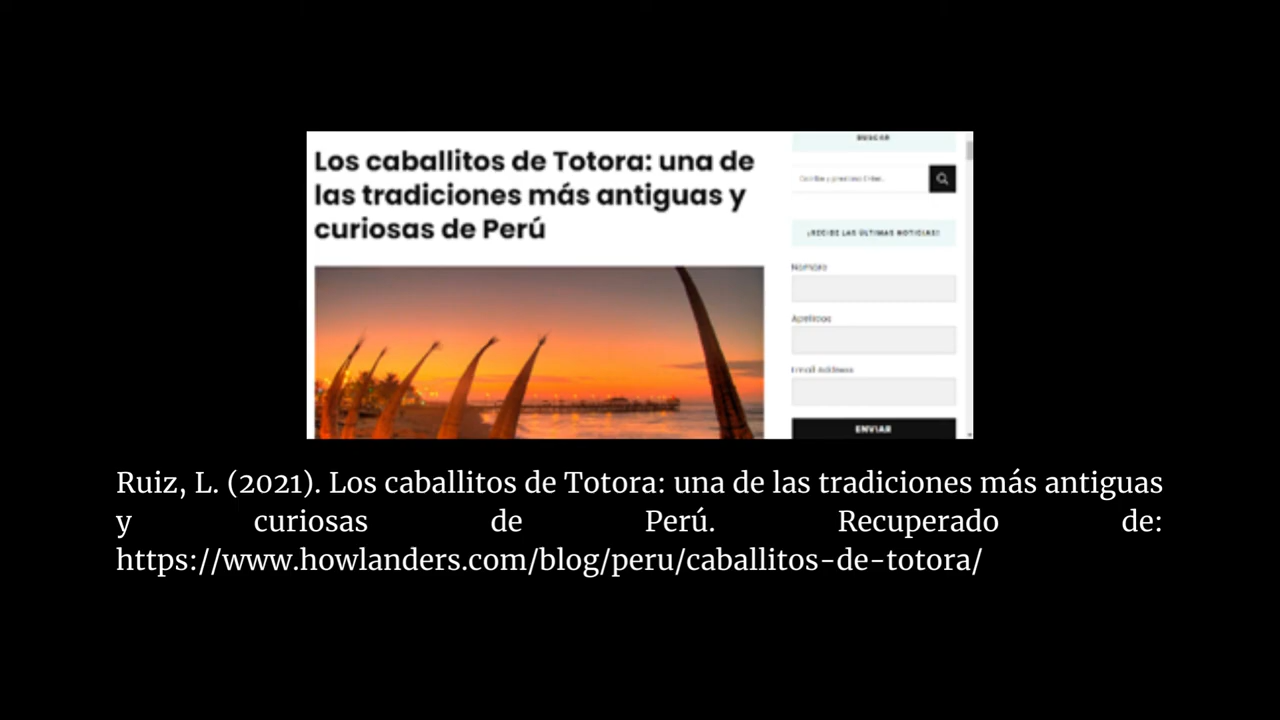 Los caballitos de Totora: una de
las tradiciones más antiguas y
curiosas de Perú
BUSCAR
¡RECIBE LAS ÚLTIMAS NOTICIAS!
Nombre
Apellidos
Email Address
ENVIAR
Ruiz, L. (2021). Los caballitos de Totora: una de las tradiciones más antiguas
y curiosas de Perú. Recuperado de:
https://www.howlanders.com/blog/peru/caballitos-de-totora/